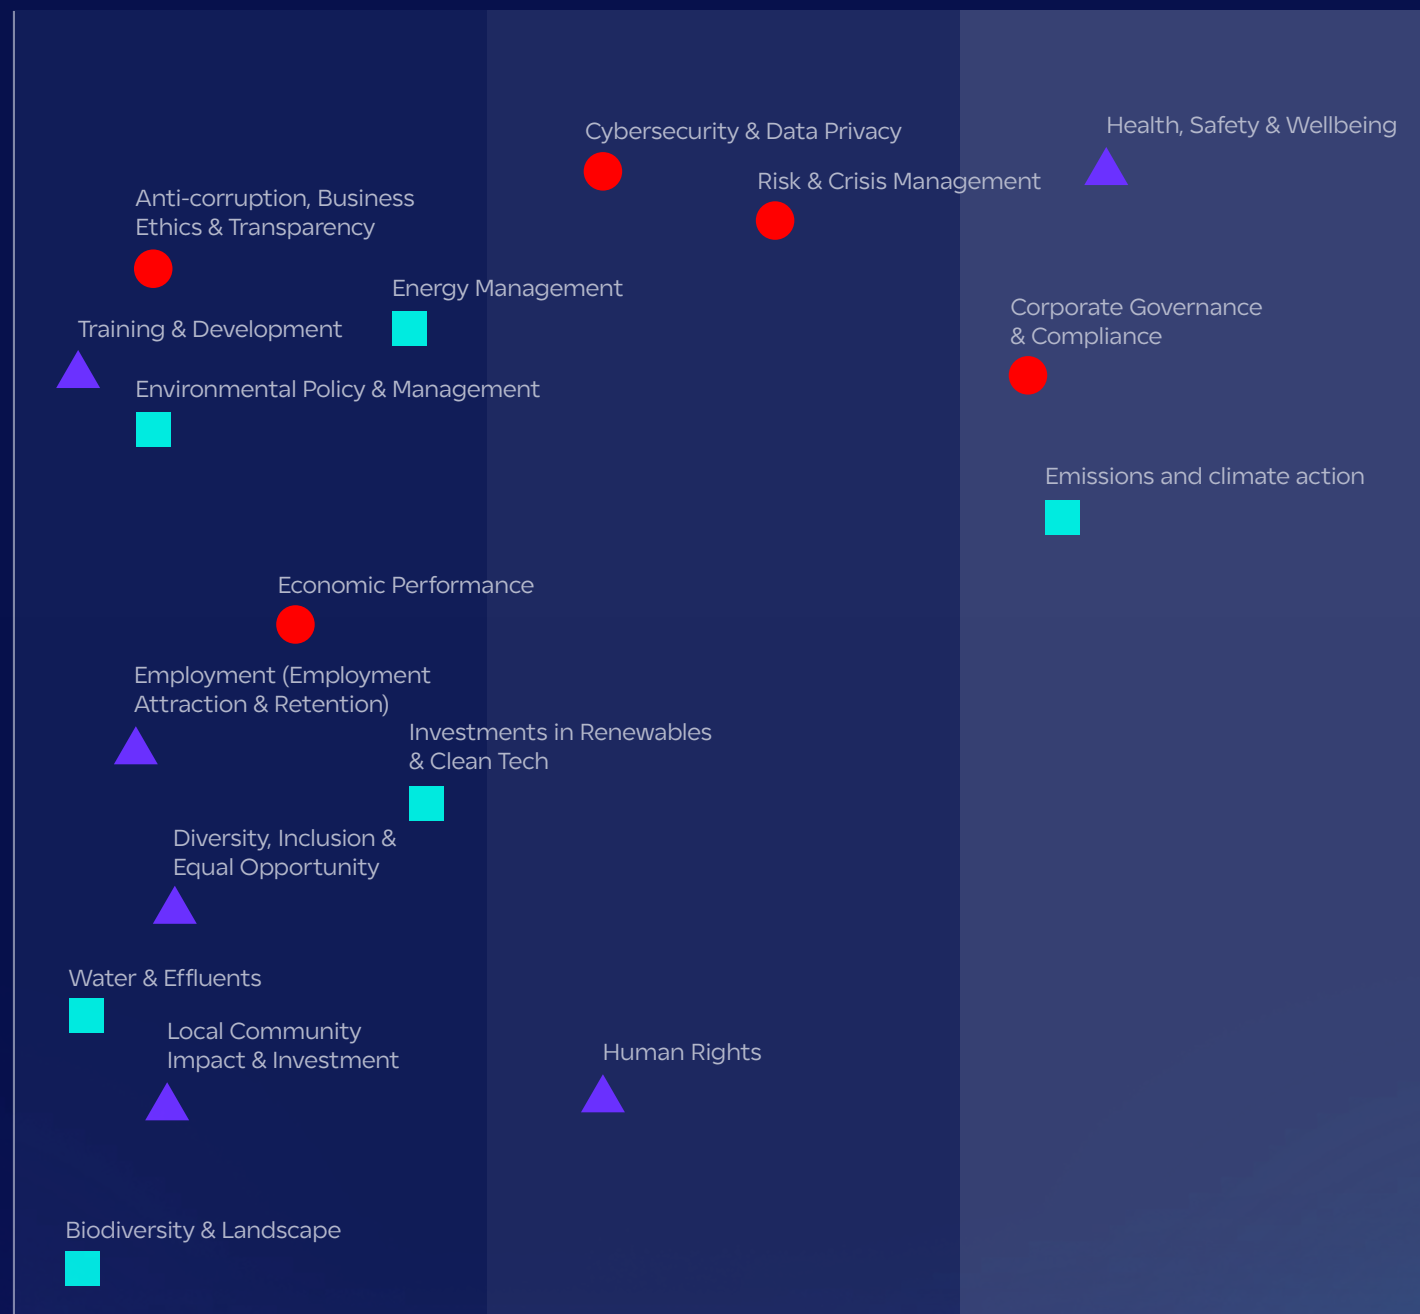 Cybersecurity & Data Privacy
Health, Safety & Wellbeing
Risk & Crisis Management
Anti-corruption, Business
Ethics & Transparency
Energy Management
Corporate Governance
& Compliance
Training & Development
Environmental Policy & Management
Emissions and climate action
Economic Performance
Employment (Employment
Attraction & Retention)
Investments in Renewables
& Clean Tech
Diversity, Inclusion &
Equal Opportunity
Water & Effluents
Local Community
Impact & Investment
Human Rights
Biodiversity & Landscape